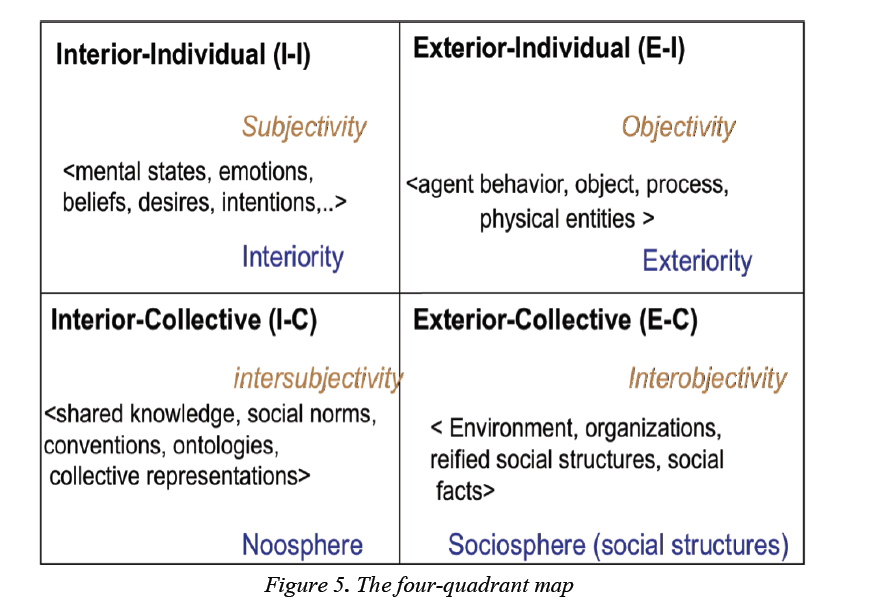 Interior-Individual (I-I)
Subjectivity
<mental states, emotions,
beliefs, desires, intentions,..>
Interiority
Exterior-Individual (E-I)
Objectivity
<agent behavior, object, process,
physical entities >
Exteriority
Interior-Collective (I-C)
intersubjectivity
<shared knowledge, social norms,
conventions, ontologies,
collective representations>
Noosphere
Exterior-Collective (E-C)
Interobjectivity
< Environment, organizations,
reified social structures, social
facts>
Sociosphere (social structures)
Figure 5. The four-quadrant map